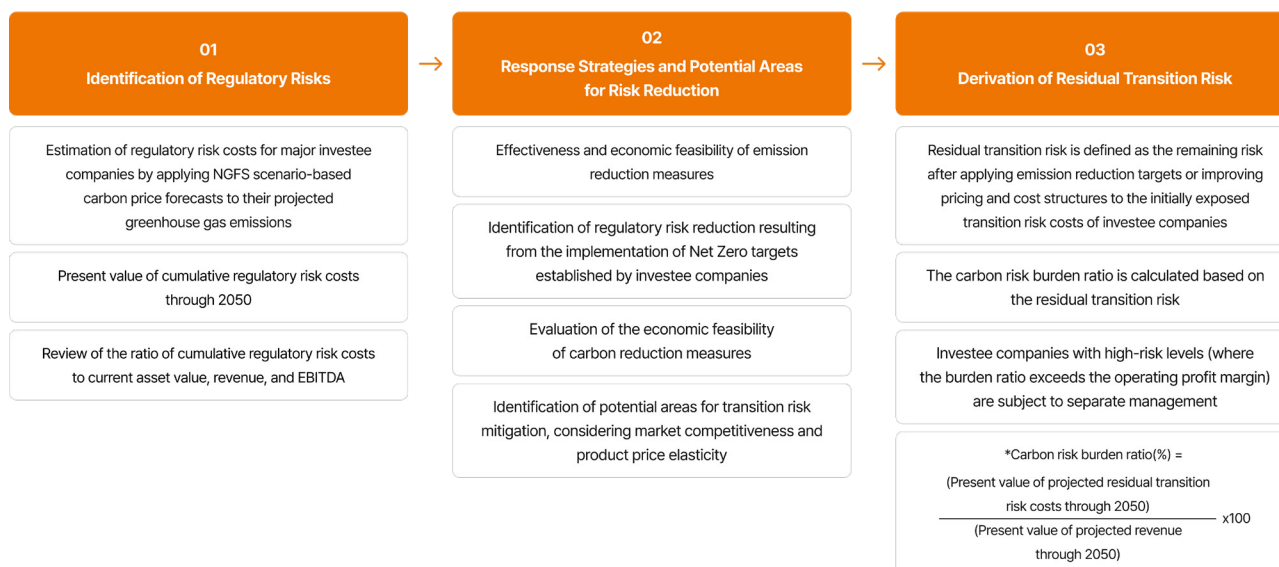 01
Identification of Regulatory Risks
Estimation of regulatory risk costs for major investee
companies by applying NGFS scenario-based
carbon price forecasts to their projected
greenhouse gas emissions
Present value of cumulative regulatory risk costs
through 2050
Review of the ratio of cumulative regulatory risk costs
to current asset value, revenue, and EBITDA
02
Response Strategies and Potential Areas
for Risk Reduction
Effectiveness and economic feasibility of emission
reduction measures
Identification of regulatory risk reduction resulting
from the implementation of Net Zero targets
established by investee companies
Evaluation of the economic feasibility
of carbon reduction measures
Identification of potential areas for transition risk
mitigation, considering market competitiveness and
product price elasticity
03
Derivation of Residual Transition Risk
Residual transition risk is defined as the remaining risk
after applying emission reduction targets or improving
pricing and cost structures to the initially exposed
transition risk costs of investee companies
The carbon risk burden ratio is calculated based on
the residual transition risk
Investee companies with high-risk levels (where
the burden ratio exceeds the operating profit margin)
are subject to separate management
*Carbon risk burden ratio(%) =
(Present value of projected residual transition
risk costs through 2050)
x100
(Present value of projected revenue
through 2050)